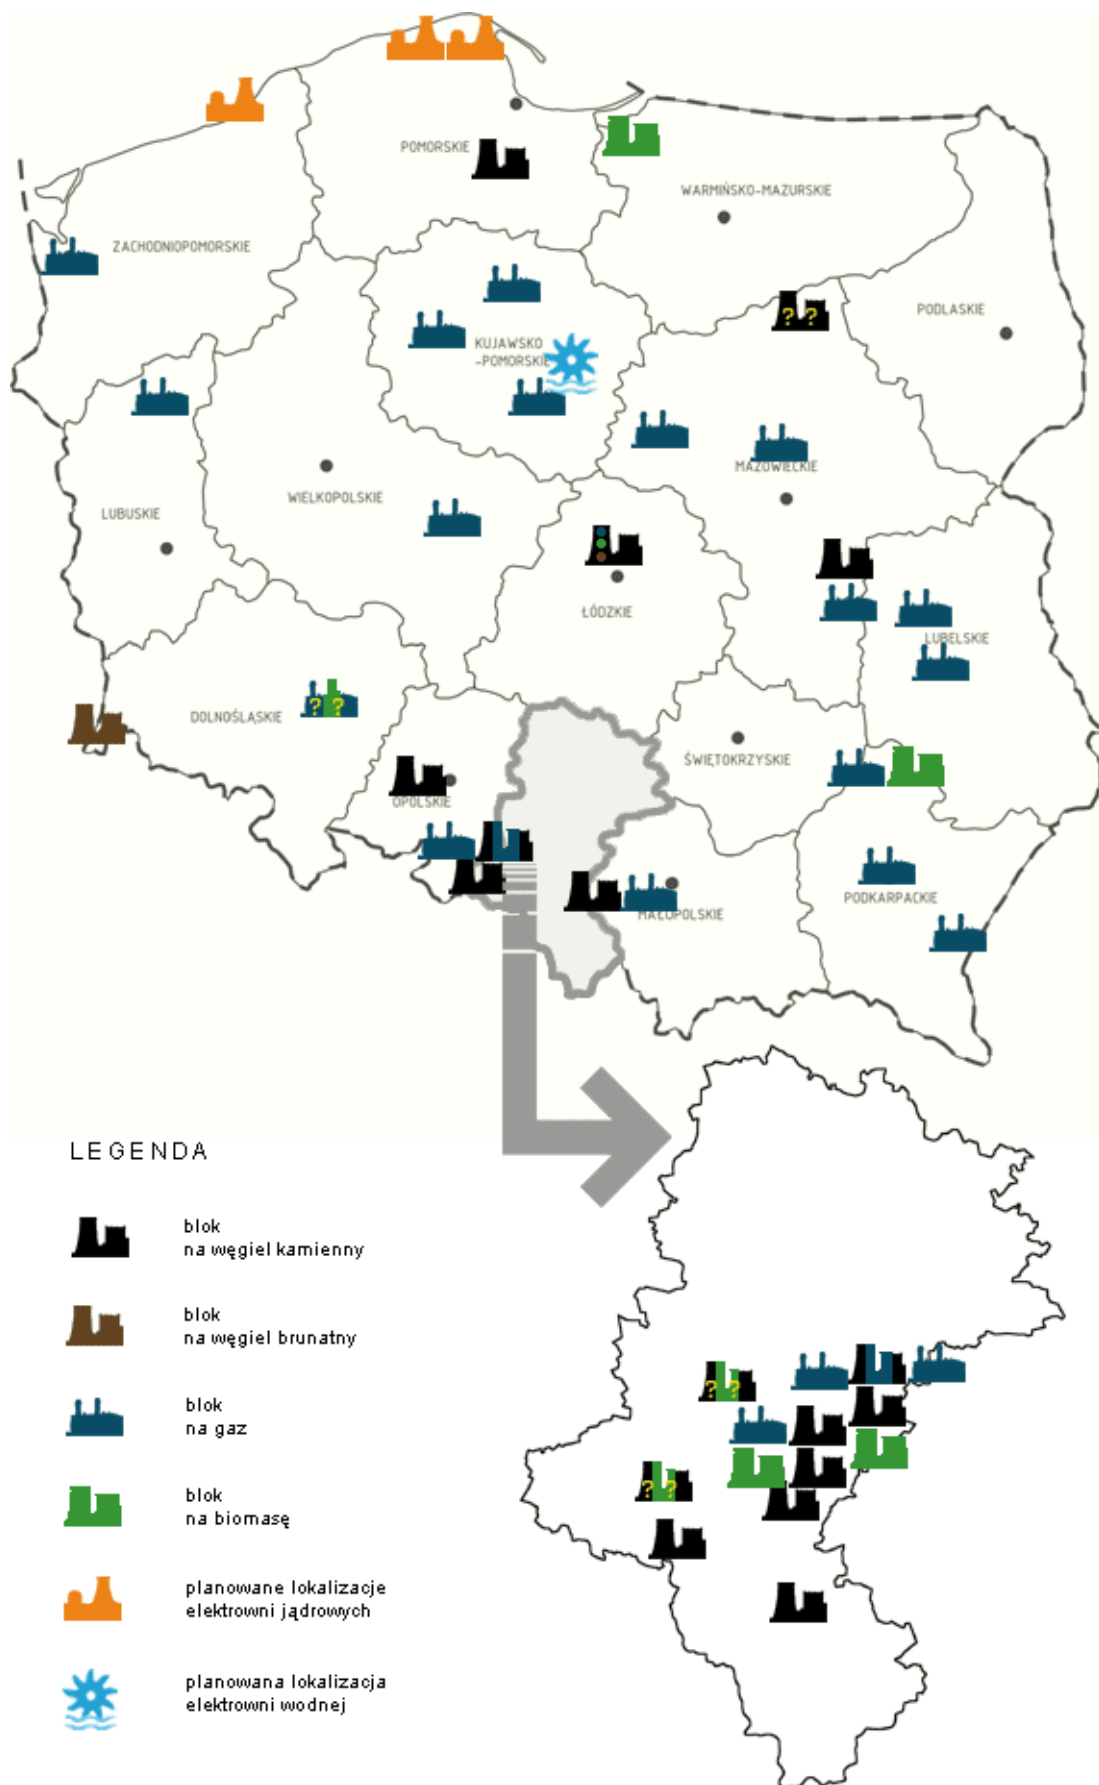 POMORSKIE
WARMIŃSKO-MAZURSKIE
ZACHODNIOPOMORSKIE
PODLASKIE
? ?
KUJAWSKO
-POMORSKIE
MAZOWIECKIE
WIELKOPOLSKIE
LUBUSKIE
ŁÓDZKIE
LUBELSKIE
DOLNOŚLĄSKIE
? ?
ŚWIĘTOKRZYSKIE
OPOLSKIE
PODKARPACKIE
MAŁOPOLSKIE
LEGENDA
blok
na węgiel kamienny
blok
na węgiel brunatny
blok
na gaz
blok
na biomasę
planowane lokalizacje
elektrowni jądrowych
planowana lokalizacja
elektrowni wodnej
? ?
? ?